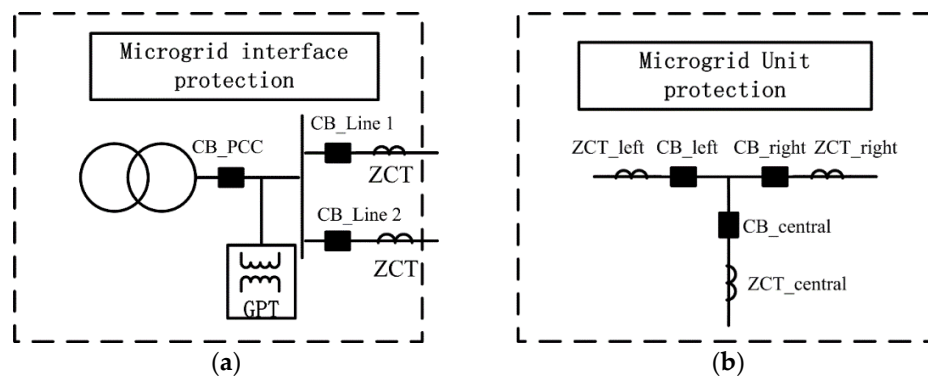 Microgrid interface
protection
CB_PCC
CB_Line 1
ZCT
CB_Line 2
ZCT
GPT
(a)
Microgrid Unit
protection
ZCT_left CB_left CB_right ZCT_right
CB_central
ZCT_central
(b)